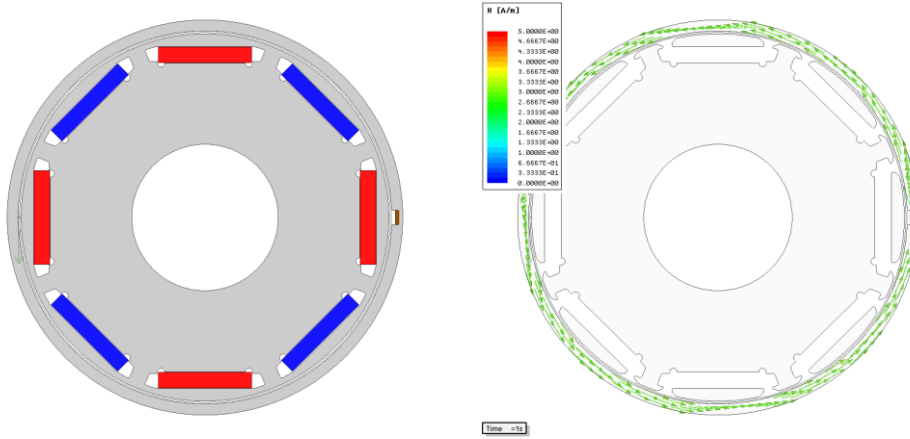 H [A/m]
5.0000E+00
4.6667E+00
4.3333E+00
4.0000E+00
3.6667E+00
3.3333E+00
3.0000E+00
2.6667E+00
2.3333E+00
2.0000E+00
1.6667E+00
1.3333E+00
1.0000E+00
6.6667E-01
3.3333E-01
0.0000E+00
Time =1s